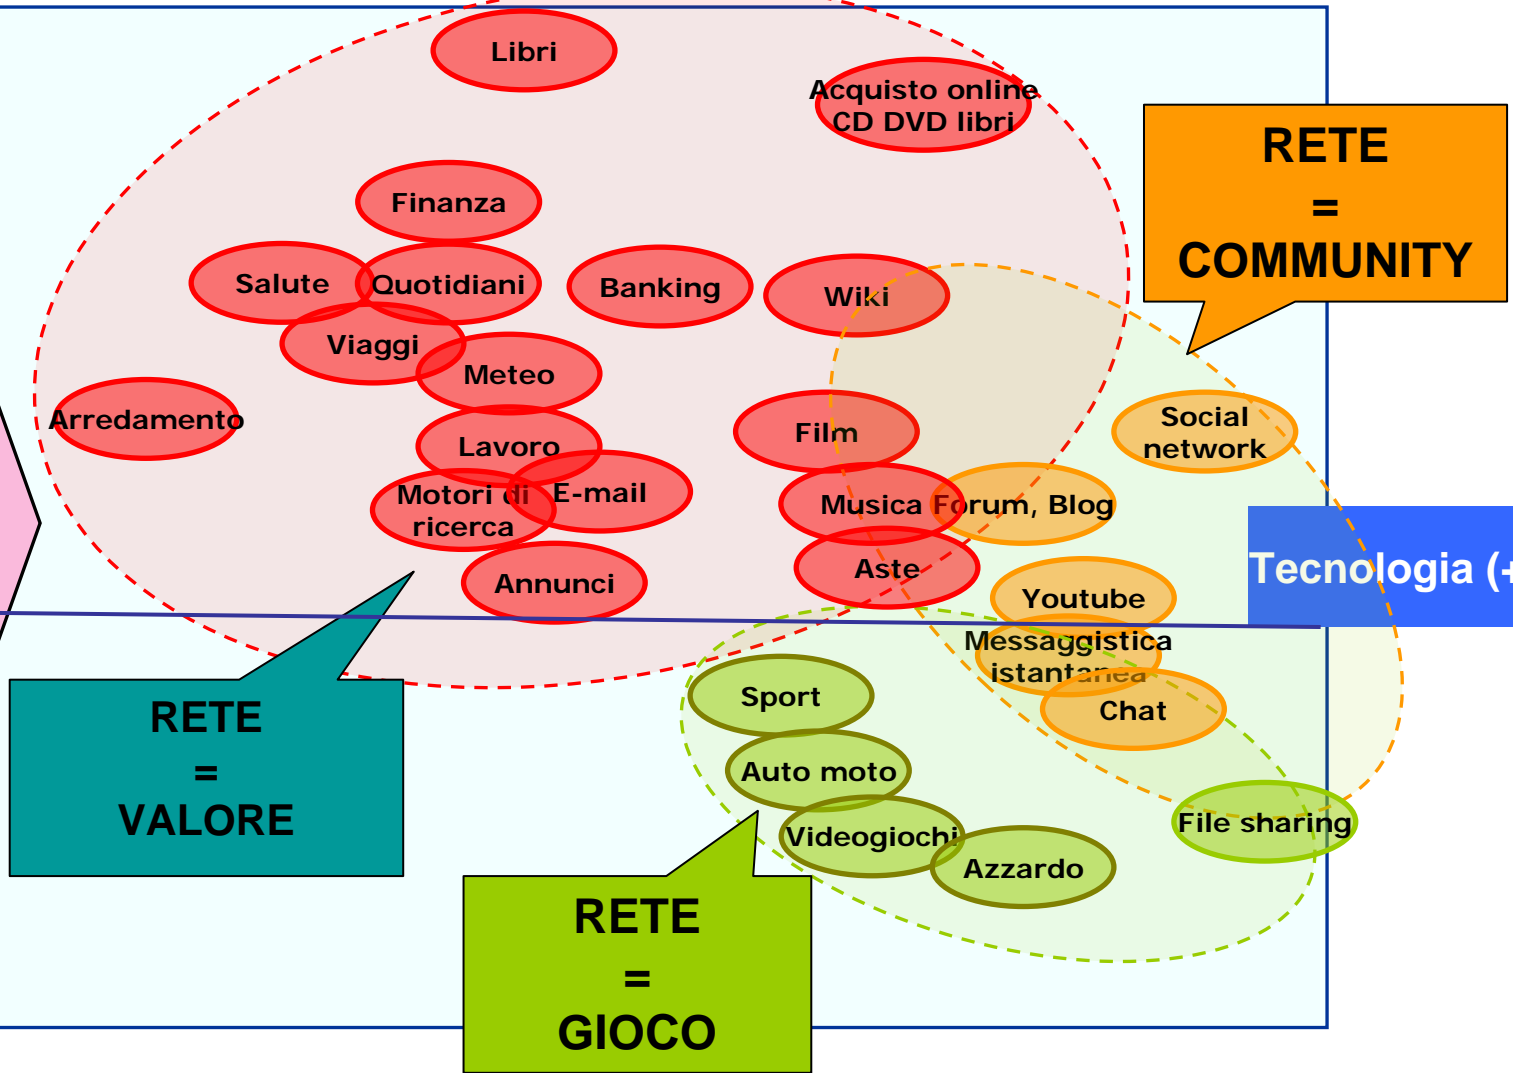 Libri
Acquisto online
CD DVD libri
RETE
=
COMMUNITY
Finanza
Salute
Quotidiani
Banking
Wiki
Viaggi
Meteo
Arredamento
Film
Social
network
Lavoro
Motori di
ricerca
E-mail
Musica
Forum, Blog
Annunci
Aste
Tecnologia (+
Youtube
Messaggistica
istantanea
Sport
Chat
RETE
=
VALORE
Auto moto
Videogiochi
File sharing
Azzardo
RETE
=
GIOCO